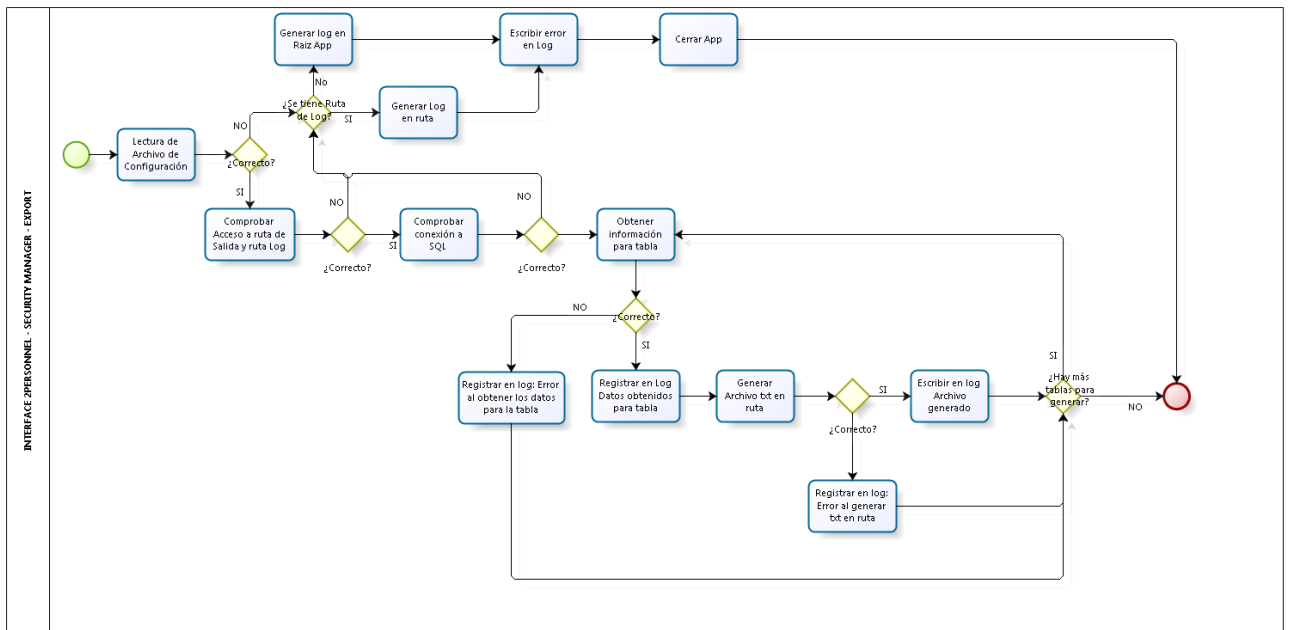 INTERFACE 2PERSONNEL - SECURITY MANAGER - EXPORT
Generar log en
Raiz App
Escribir error
en Log
Cerrar App
No
¿Se tiene Ruta
de Log?
SI
Generar Log
en ruta
Lectura de
Archivo de
Configuración
NO
¿Correcto?
SI
Comprobar
Acceso a ruta de
Salida y ruta Log
NO
¿Correcto?
SI
Comprobar
conexión a
SQL
NO
¿Correcto?
Obtener
información
para tabla
¿Correcto?
NO
SI
Registrar en log: Error
al obtener los datos
para la tabla
Registrar en Log
Datos obtenidos
para tabla
Generar
Archivo txt en
ruta
¿Correcto?
SI
Escribir en log
Archivo
generado
SI
¿Hay más
tablas para
generar?
NO
Registrar en log:
Error al generar
txt en ruta